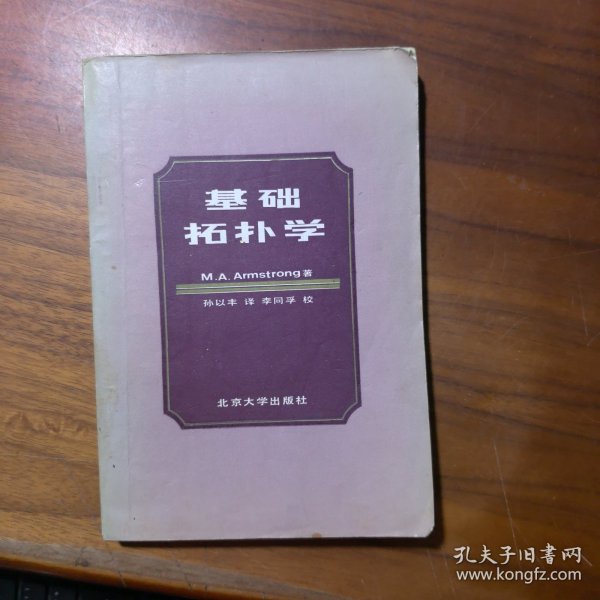 基础
拓扑学
M.A. Armstrong 著
孙以丰 译 李同孚 校
北京大学出版社
孔夫子旧书网
www.kongfz.com